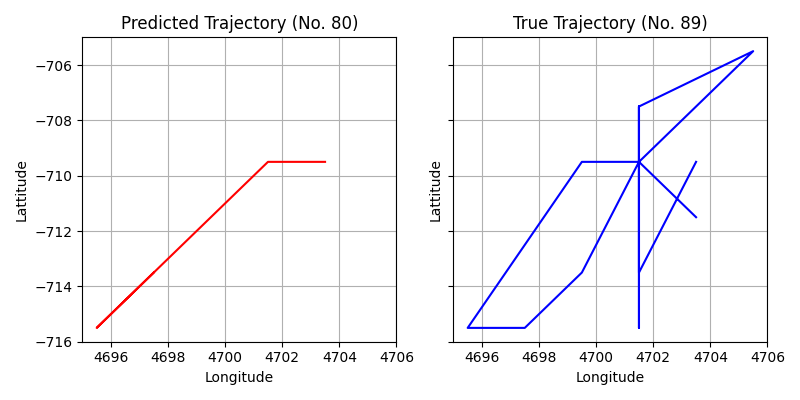 Predicted Trajectory (No. 80)
True Trajectory (No. 89)
Lattitude
−706
−708
−710
−712
−714
−716
4696 4698 4700 4702 4704 4706
Longitude
Lattitude
4696 4698 4700 4702 4704 4706
Longitude